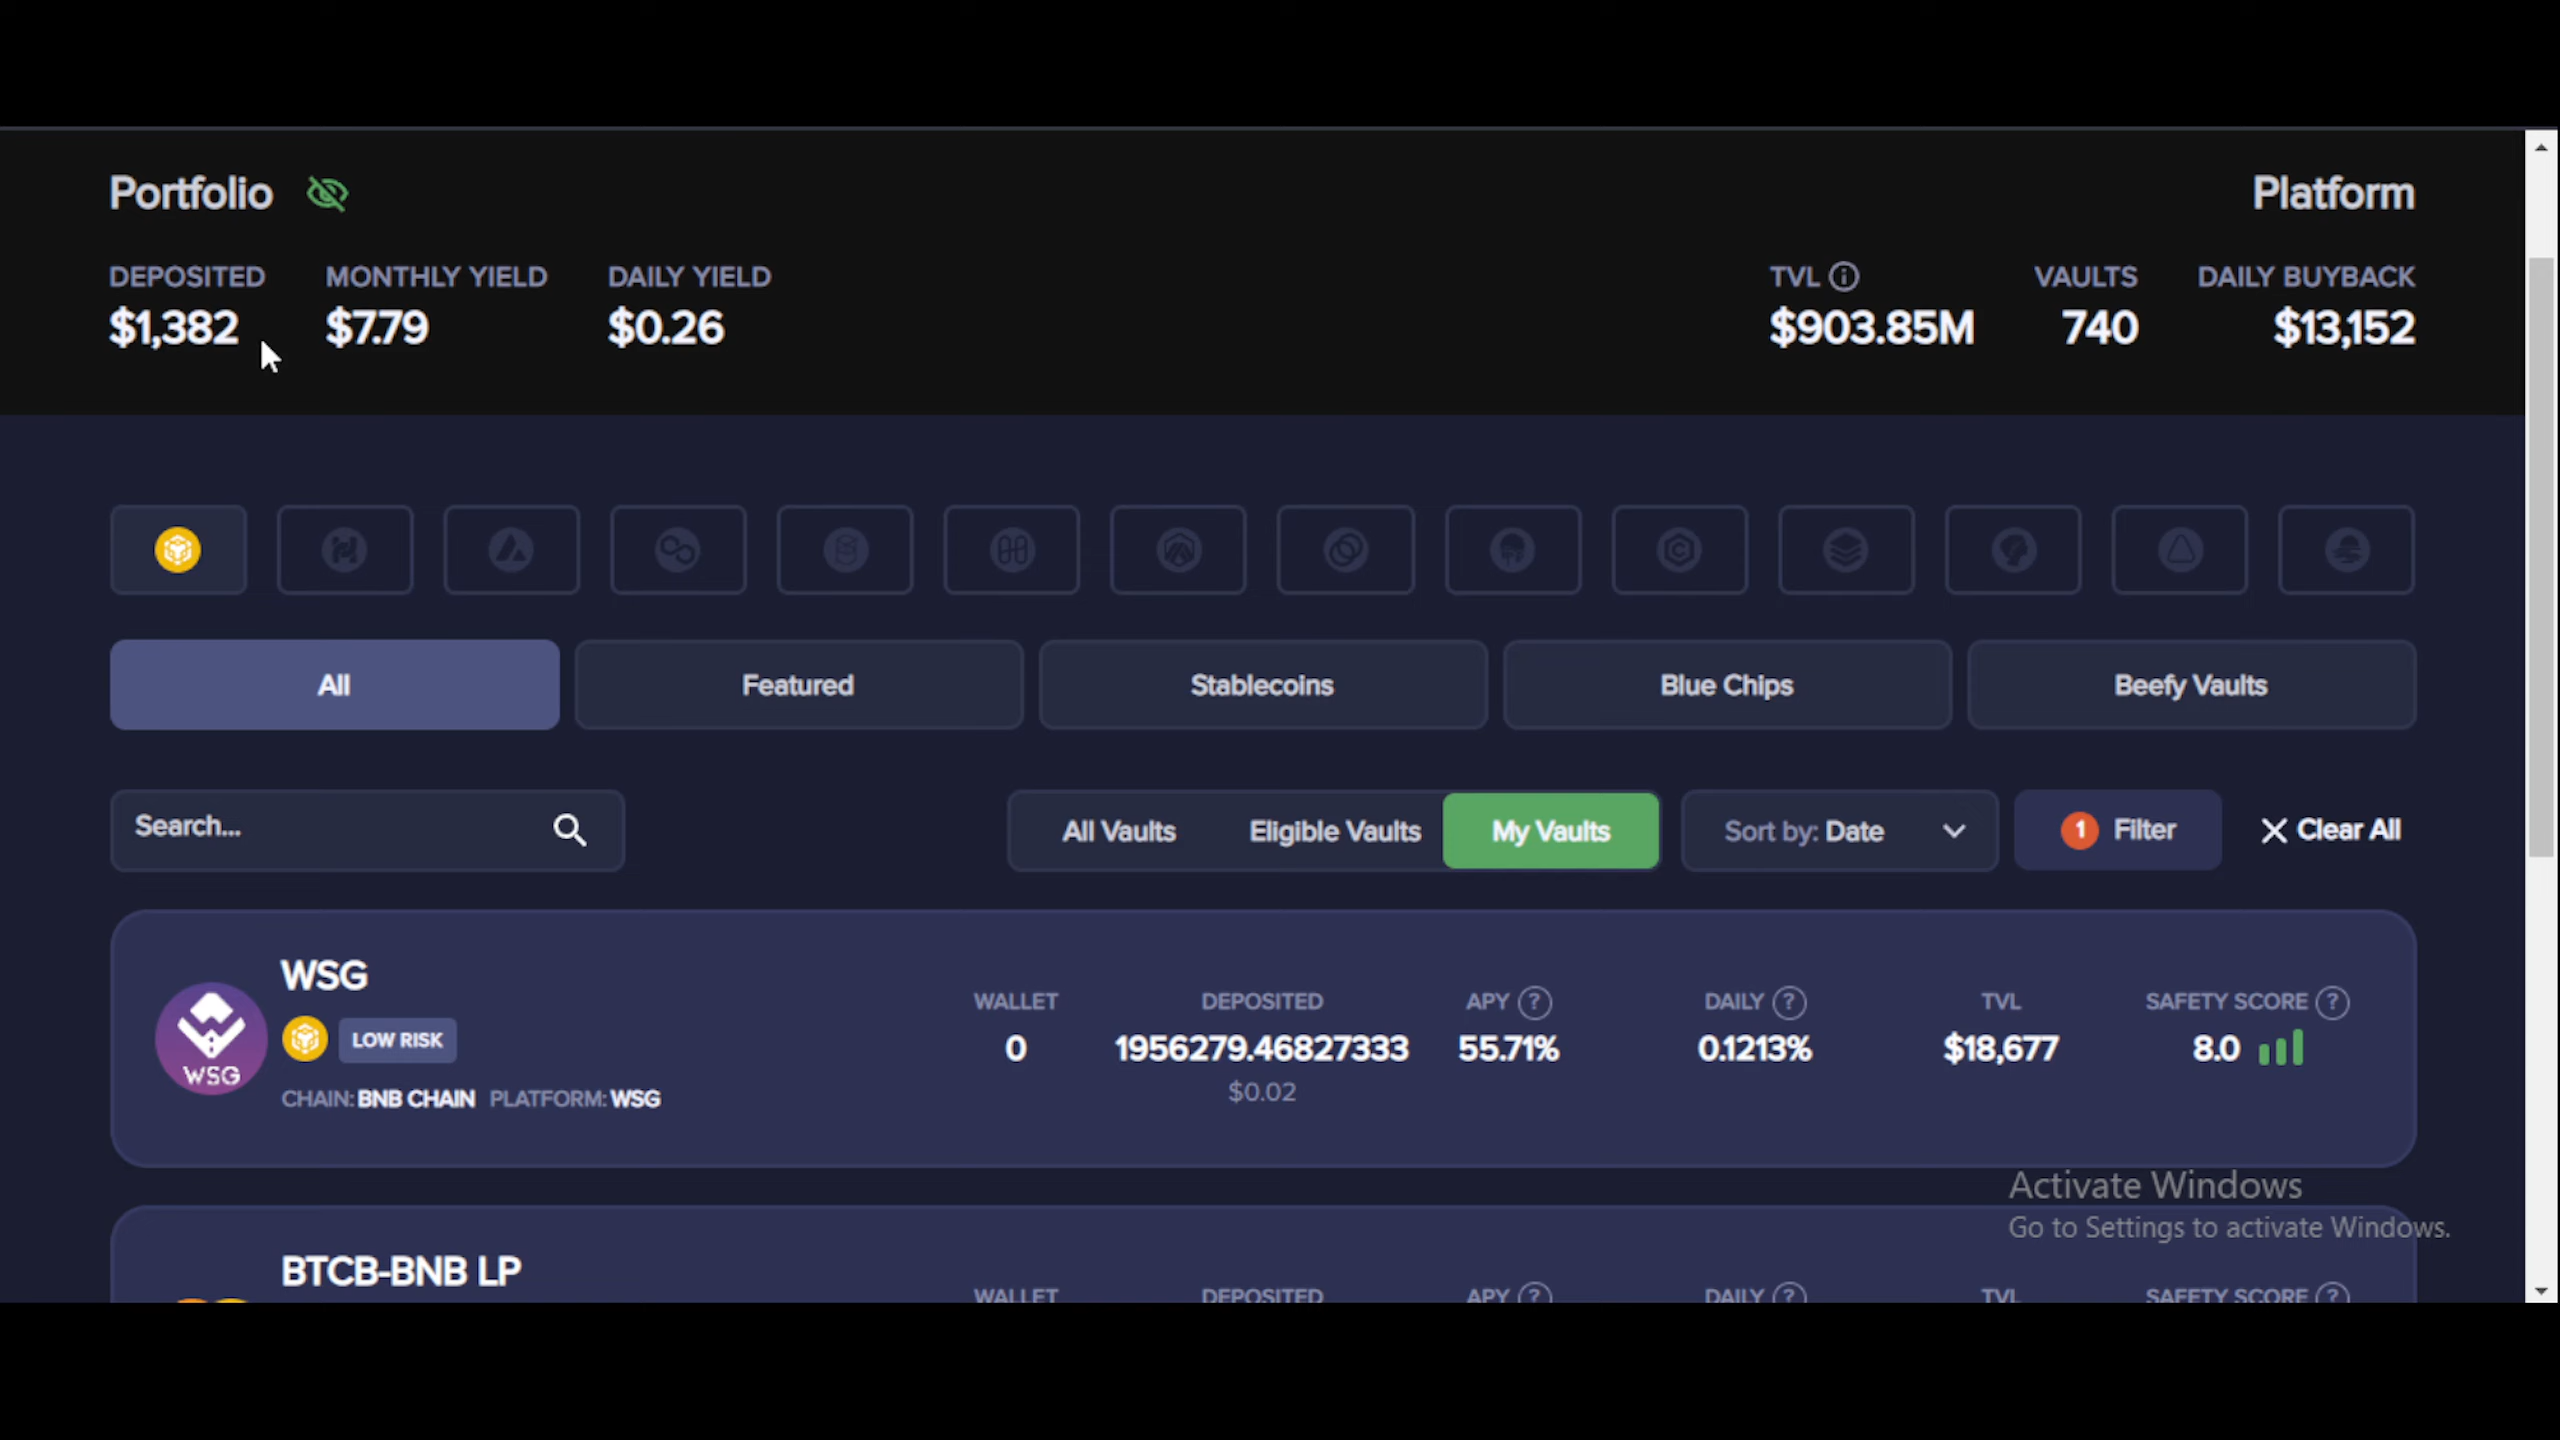 Portfolio
Platform
DEPOSITED MONTHLY YIELD DAILY YIELD
TVL VAULTS DAILY BUYBACK
$1,382 $7.79 $0.26
$903.85M 740 $13,152
All Featured Stablecoins Blue Chips Beefy Vaults
Search...
All Vaults Eligible Vaults My Vaults Sort by: Date 1 Filter Clear All
WSG
WALLET DEPOSITED APY ? DAILY ? TVL SAFETY SCORE ?
LOW RISK
0 1956279.46827333 55.71% 0.1213% $18,677 8.0
WSG
$0.02
CHAIN: BNB CHAIN PLATFORM: WSG
Activate Windows
Go to Settings to activate Windows.
BTCB-BNB LP
WALLET DEPOSITED APY ? DAILY ? TVL SAFETY SCORE ?